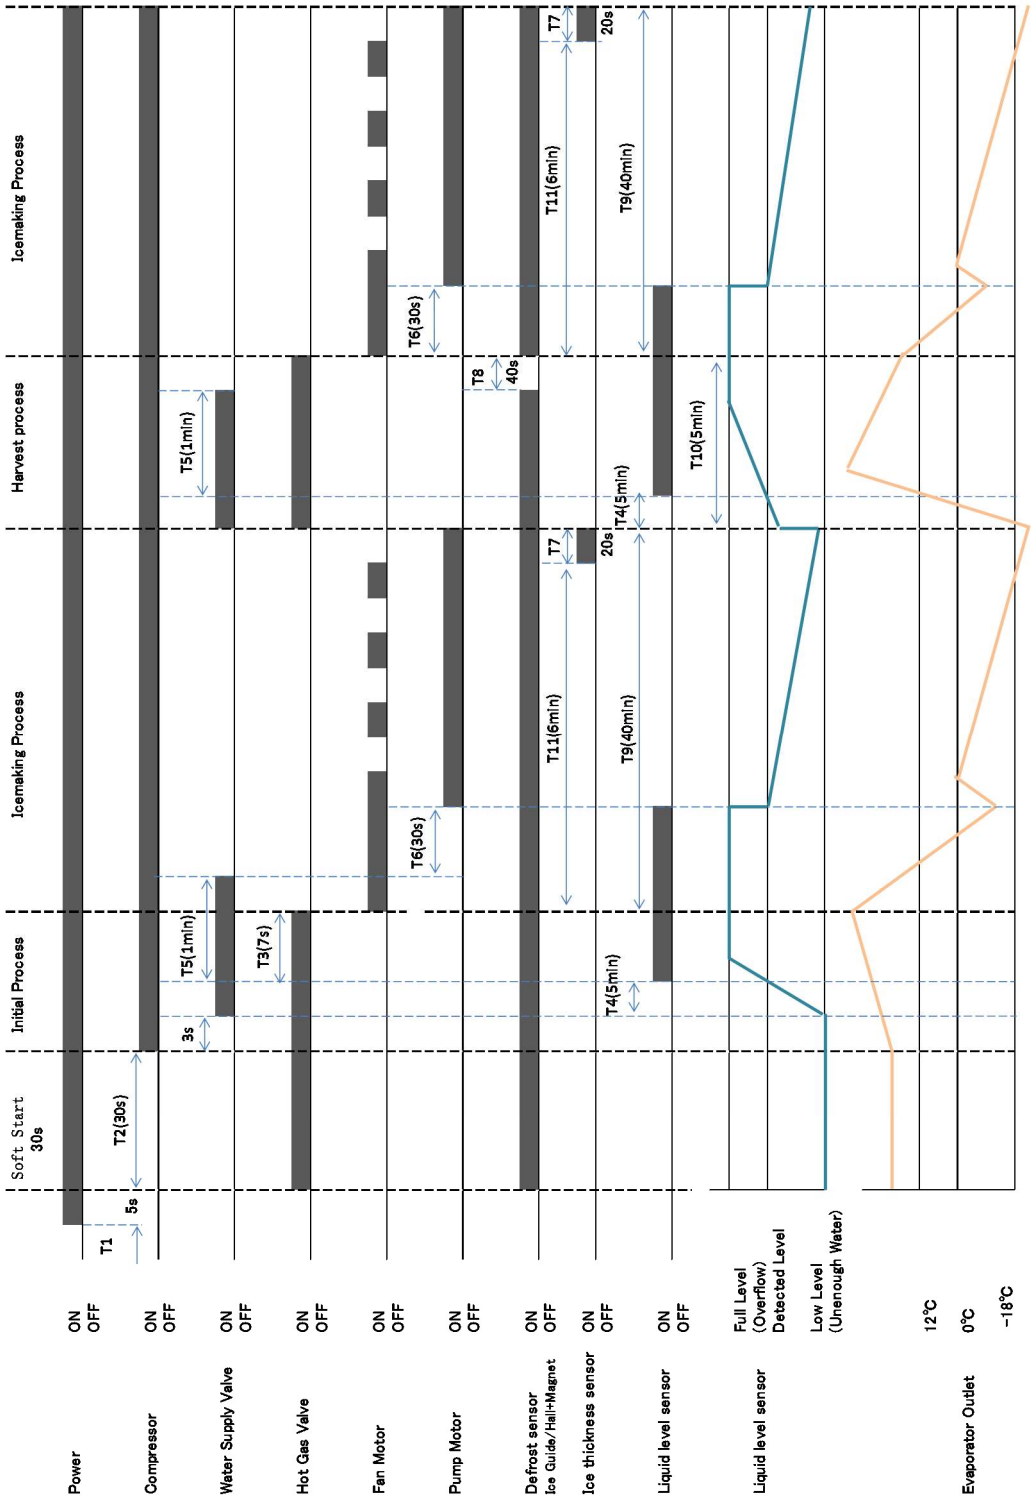 Soft Start
30s
Initial Process
Icemaking Process
Harvest process
Icemaking Process
Power
ON
OFF
T1
5s
T2(30s)
Compressor
ON
OFF
3s
T5(1min)
T5(1min)
Water Supply Valve
ON
OFF
T3(7s)
Hot Gas Valve
ON
OFF
Fan Motor
ON
OFF
T6(30s)
T6(30s)
Pump Motor
ON
OFF
T8
40s
Defrost sensor
Ice Guide/Hall+Magnet
ON
OFF
T11(6min)
T7
T11(6min)
T7
Ice thickness sensor
ON
OFF
20s
20s
T4(5min)
T9(40min)
T4(5min)
T9(40min)
Liquid level sensor
ON
OFF
T10(5min)
Liquid level sensor
Full Level
(Overflow)
Detected Level
Low Level
(Unenough Water)
Evaporator Outlet
12℃
0℃
-18℃